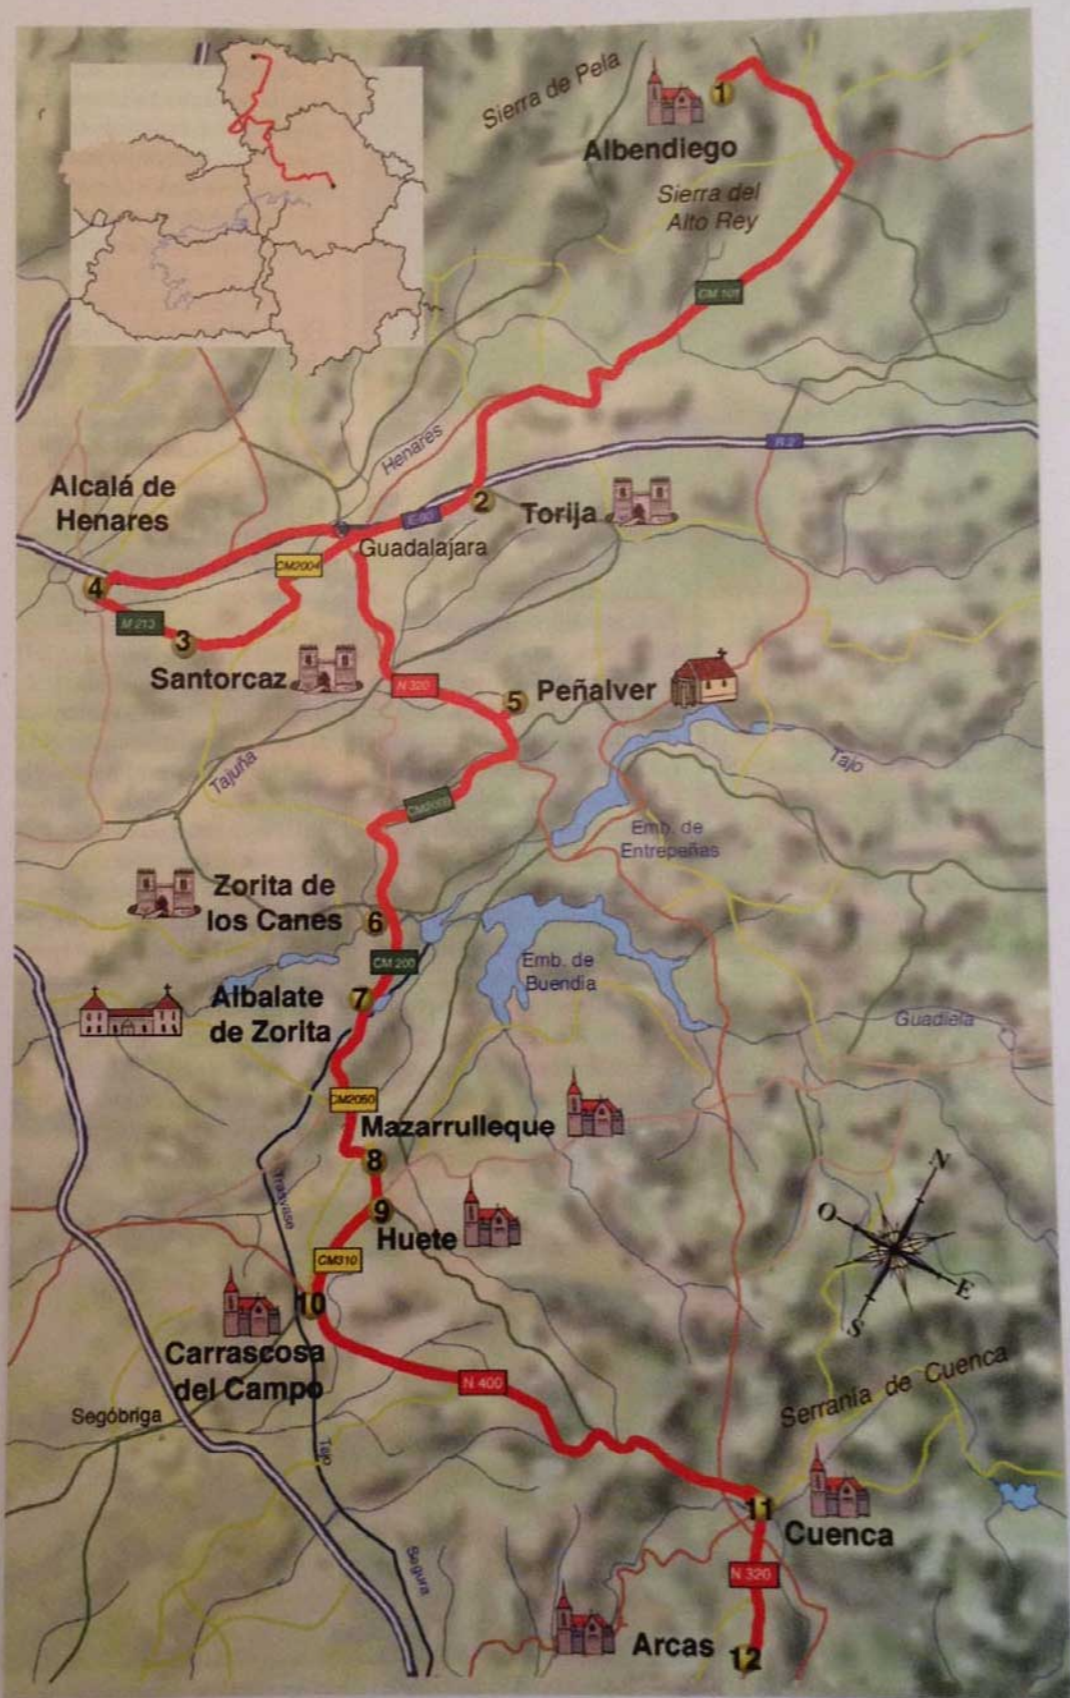 Sierra de Pela
1
Albendiego
Sierra del
Alto Rey
CM 101
Henares
R 2
Alcalá de
Henares
2
Torija
Guadalajara
CM2004
4
M 213
3
Santorcaz
N 320
5
Peñalver
Tajuña
Tajo
Emb. de
Entrepeñas
Zorita de
los Canes
6
CM 200
Emb. de
Buendia
Albalate
de Zorita
7
Guadiela
CM2050
Mazarrulleque
8
Trasvase
9
Huete
N
O
E
S
CM310
10
Carrascosa
del Campo
N 400
Segóbriga
Serranía de Cuenca
Tajo
11
Cuenca
Segura
N 320
Arcas
12